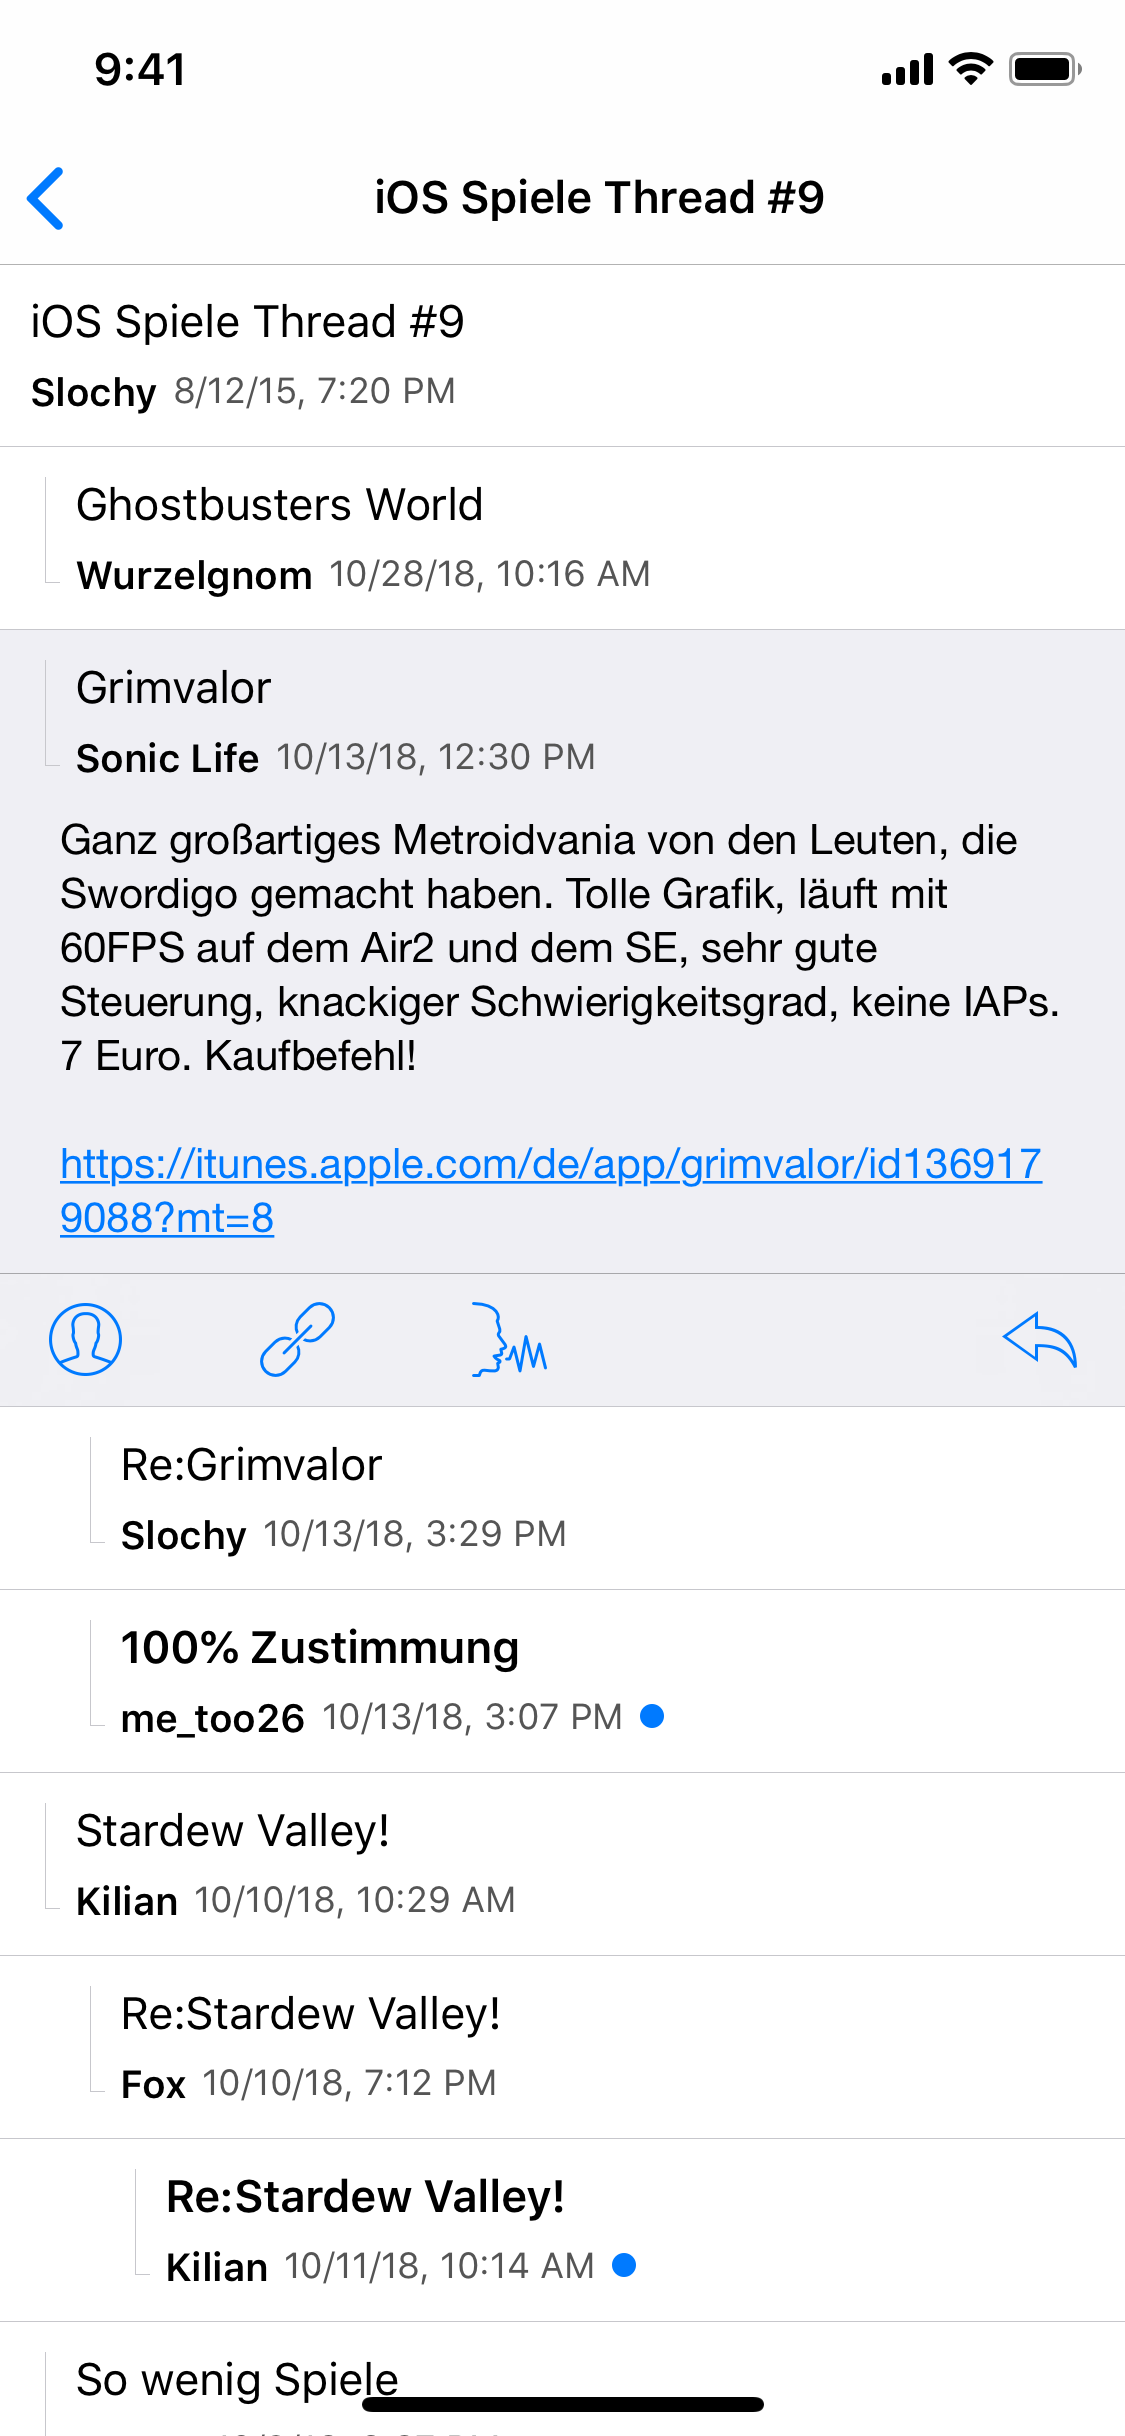 9:41
iOS Spiele Thread #9
iOS Spiele Thread #9
Slochy 8/12/15, 7:20 PM
Ghostbusters World
Wurzelgnom 10/28/18, 10:16 AM
Grimvalor
Sonic Life 10/13/18, 12:30 PM
Ganz großartiges Metroidvania von den Leuten, die
Swordigo gemacht haben. Tolle Grafik, läuft mit
60FPS auf dem Air2 und dem SE, sehr gute
Steuerung, knackiger Schwierigkeitsgrad, keine IAPs.
7 Euro. Kaufbefehl!
https://itunes.apple.com/de/app/grimvalor/id136917
9088?mt=8
Re:Grimvalor
Slochy 10/13/18, 3:29 PM
100% Zustimmung
me_too26 10/13/18, 3:07 PM
Stardew Valley!
Kilian 10/10/18, 10:29 AM
Re:Stardew Valley!
Fox 10/10/18, 7:12 PM
Re:Stardew Valley!
Kilian 10/11/18, 10:14 AM
So wenig Spiele